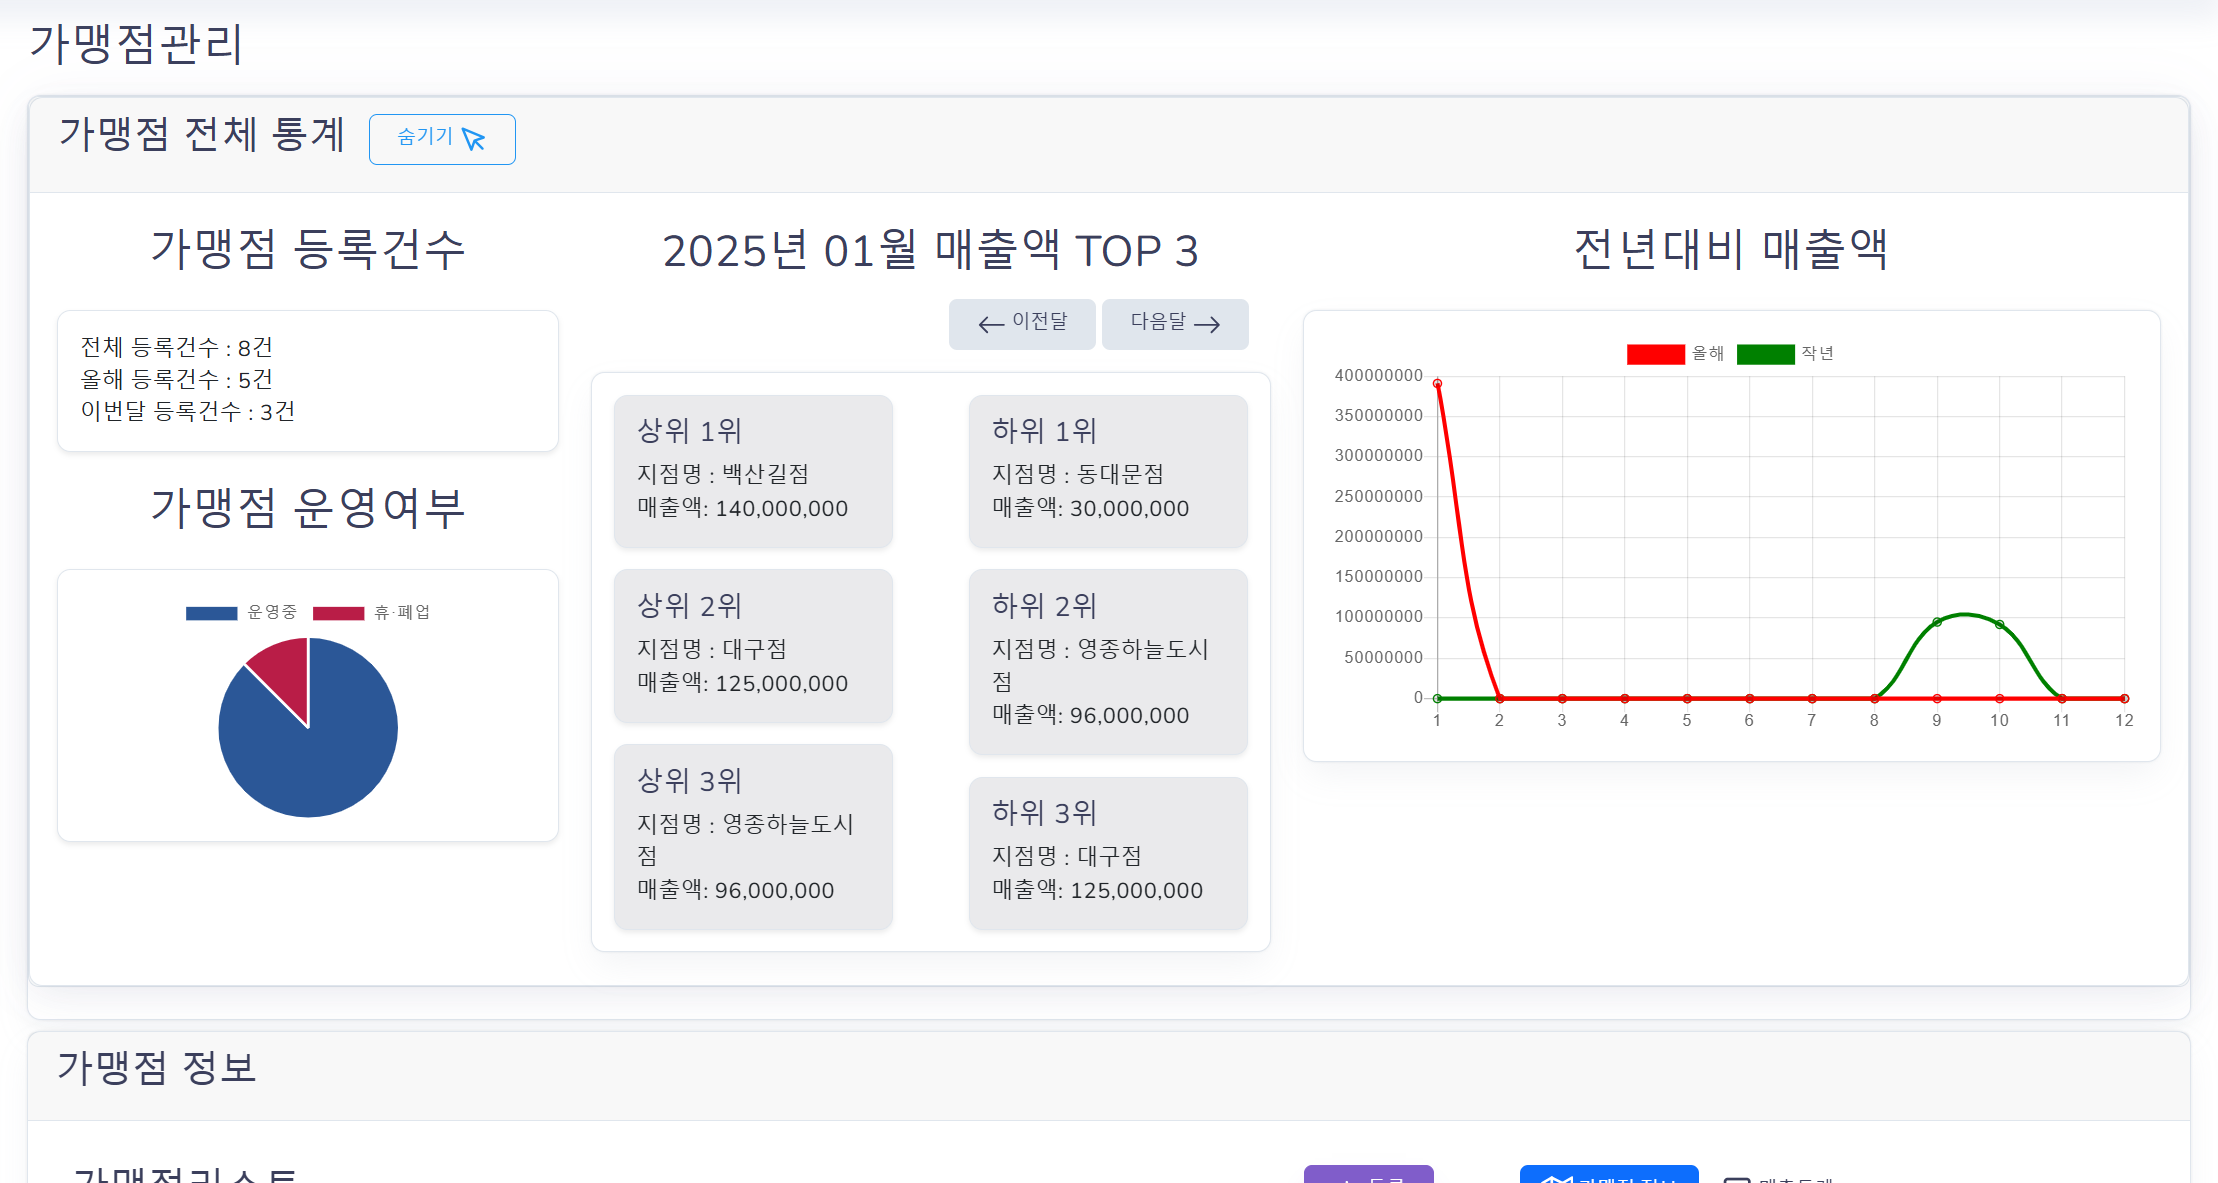 가맹점관리
가맹점 전체 통계
숨기기
가맹점 등록건수
전체 등록건수 : 8건
올해 등록건수 : 5건
이번달 등록건수 : 3건
가맹점 운영여부
운영중 휴·폐업
2025년 01월 매출액 TOP 3
← 이전달
다음달 →
상위 1위
지점명 : 백산길점
매출액: 140,000,000
상위 2위
지점명 : 대구점
매출액: 125,000,000
상위 3위
지점명 : 영종하늘도시
점
매출액: 96,000,000
하위 1위
지점명 : 동대문점
매출액: 30,000,000
하위 2위
지점명 : 영종하늘도시
점
매출액: 96,000,000
하위 3위
지점명 : 대구점
매출액: 125,000,000
전년대비 매출액
올해 작년
400000000
350000000
300000000
250000000
200000000
150000000
100000000
50000000
0
1 2 3 4 5 6 7 8 9 10 11 12
가맹점 정보
가맹점리스트